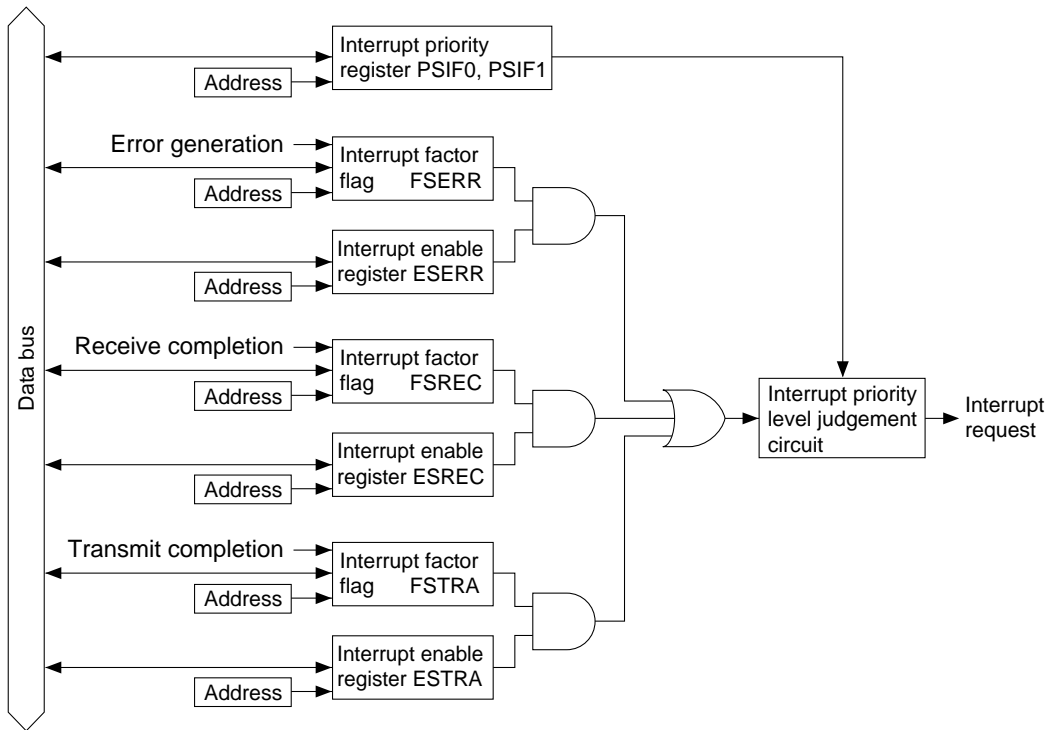 Data bus
Interrupt priority
register PSIF0, PSIF1
Address
Error generation
Interrupt factor
flag FSERR
Address
Interrupt enable
register ESERR
Address
Receive completion
Interrupt factor
flag FSREC
Address
Interrupt enable
register ESREC
Address
Transmit completion
Interrupt factor
flag FSTRA
Address
Interrupt enable
register ESTRA
Address
Interrupt priority
level judgement
circuit
Interrupt
request